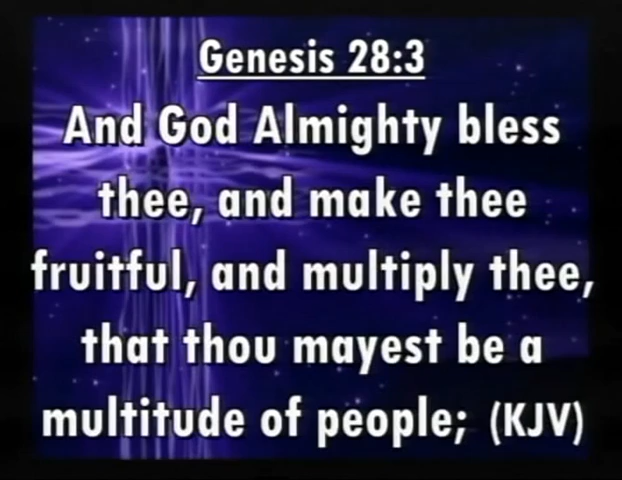 Genesis 28:3
And God Almighty bless
thee, and make thee
fruitful, and multiply thee,
that thou mayest be a
multitude of people; (KJV)